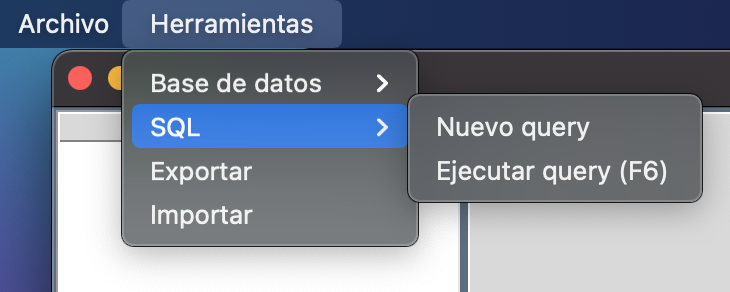 Archivo Herramientas
Base de datos
SQL
Nuevo query
Exportar
Ejecutar query (F6)
Importar